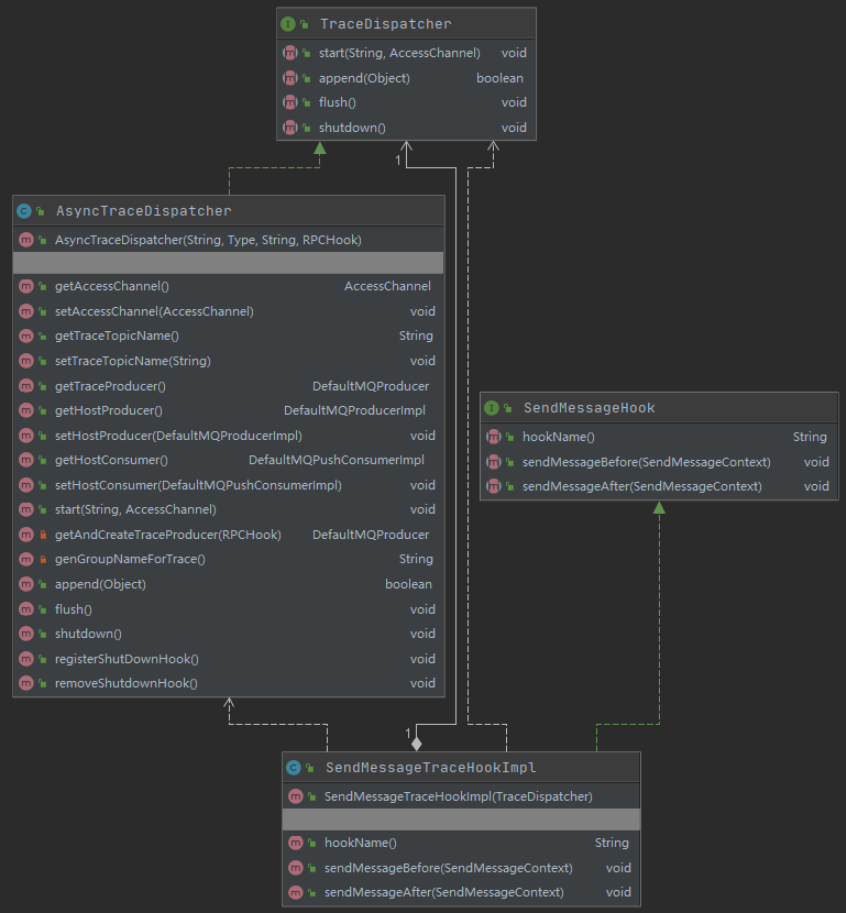 TraceDispatcher
start(String, AccessChannel) void
append(Object) boolean
flush() void
shutdown() void
1
AsyncTraceDispatcher
AsyncTraceDispatcher(String, Type, String, RPCHook)
getAccessChannel() AccessChannel
setAccessChannel(AccessChannel) void
getTraceTopicName() String
setTraceTopicName(String) void
getTraceProducer() DefaultMQProducer
getHostProducer() DefaultMQProducerImpl
setHostProducer(DefaultMQProducerImpl) void
getHostConsumer() DefaultMQPushConsumerImpl
setHostConsumer(DefaultMQPushConsumerImpl) void
start(String, AccessChannel) void
getAndCreateTraceProducer(RPCHook) DefaultMQProducer
genGroupNameForTrace() String
append(Object) boolean
flush() void
shutdown() void
registerShutDownHook() void
removeShutdownHook() void
SendMessageHook
hookName() String
sendMessageBefore(SendMessageContext) void
sendMessageAfter(SendMessageContext) void
1
SendMessageTraceHookImpl
SendMessageTraceHookImpl(TraceDispatcher)
hookName() String
sendMessageBefore(SendMessageContext) void
sendMessageAfter(SendMessageContext) void